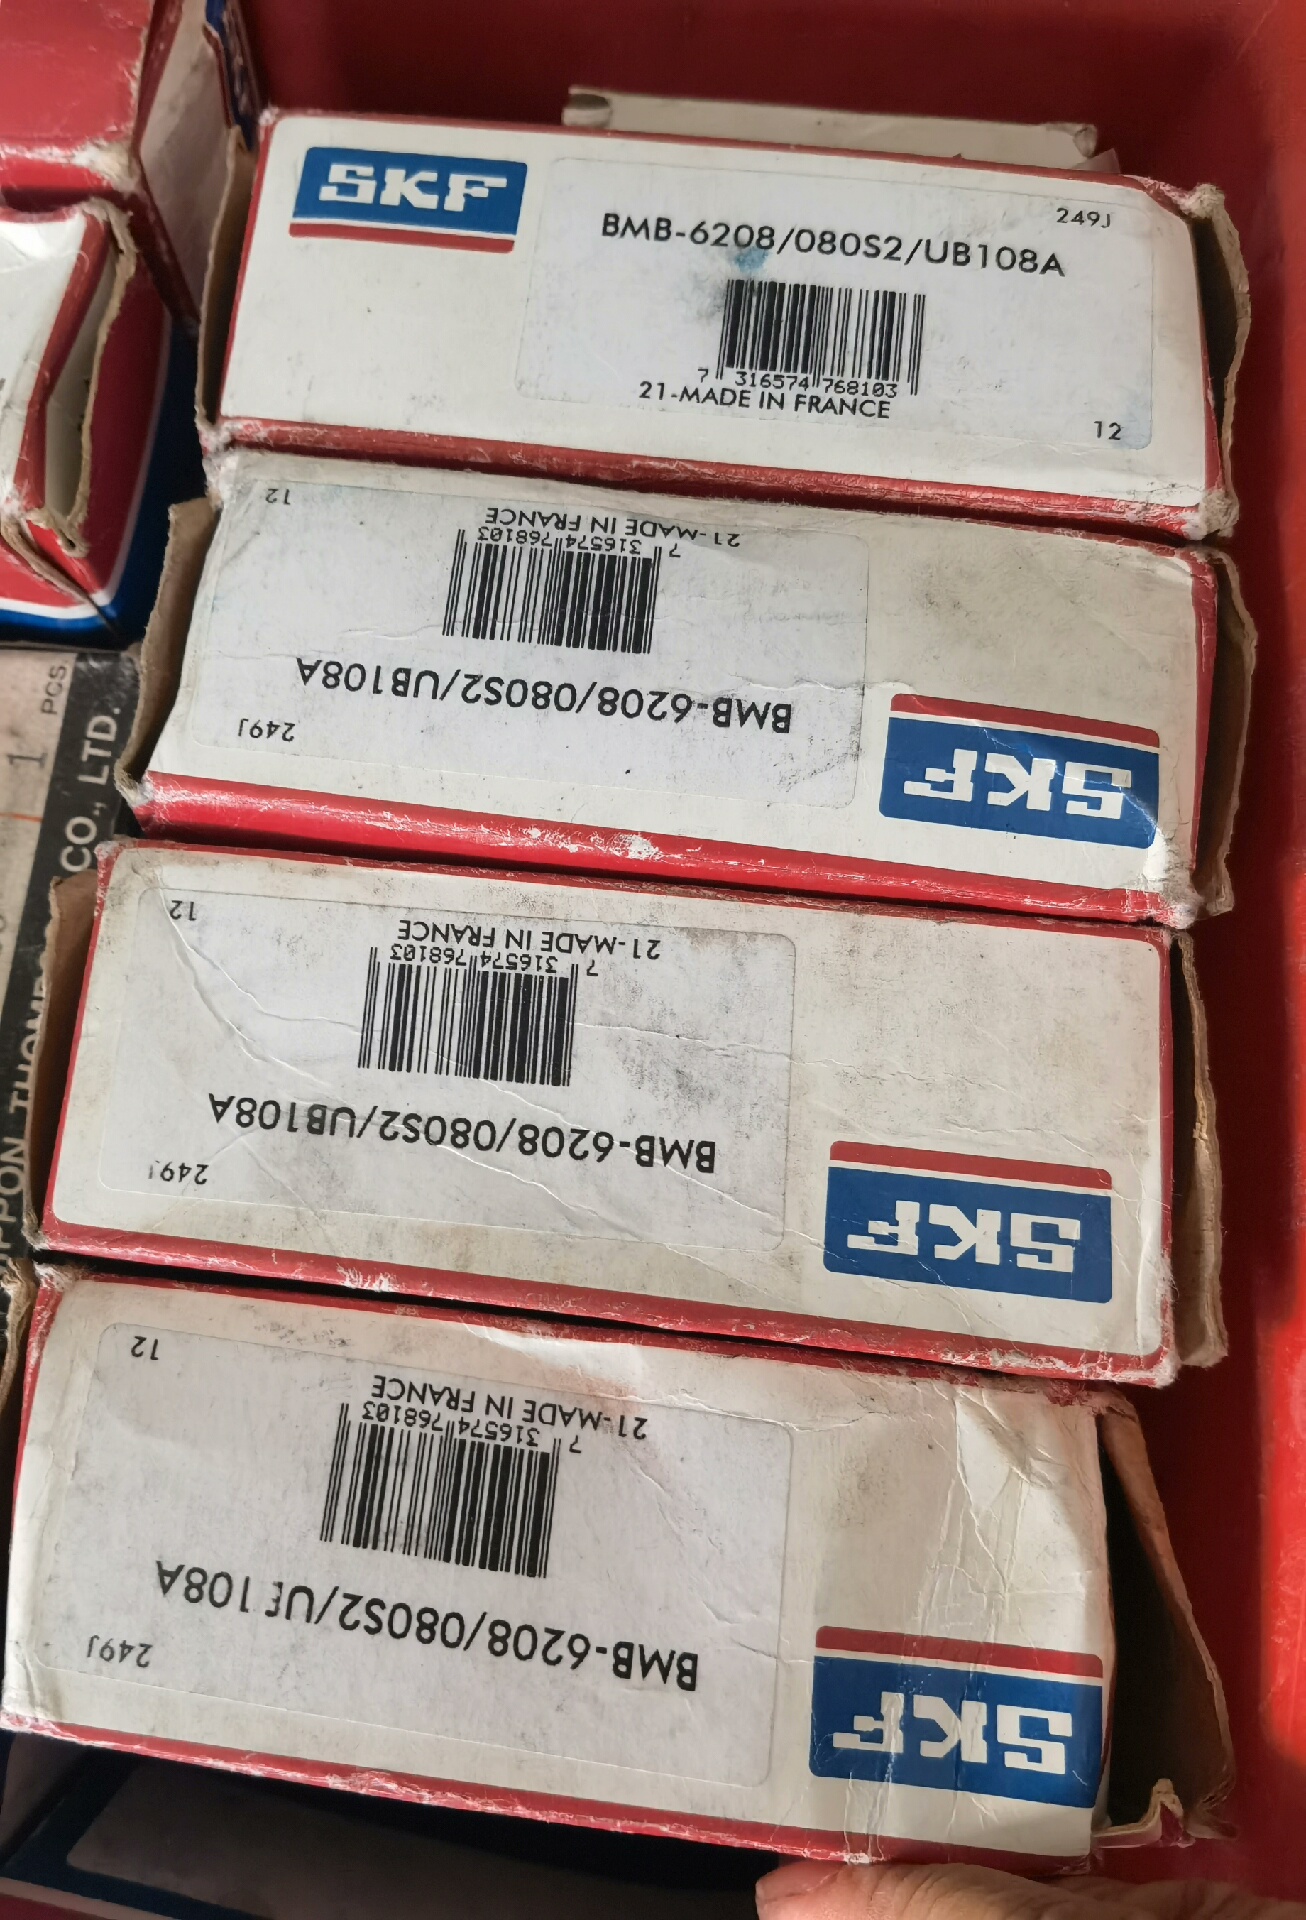 SKF
249J
BMB-6208/080S2/UB108A
7 316574 768103
21-MADE IN FRANCE
12
12
21-MADE IN FRANCE
7 316574 768103
BMB-6208/080S2/UB108A
249J
SKF
12
21-MADE IN FRANCE
7 316574 768103
BMB-6208/080S2/UB108A
249J
SKF
12
21-MADE IN FRANCE
7 316574 768103
BMB-6208/080S2/UB108A
249J
SKF
1 PCS
CO., LTD.